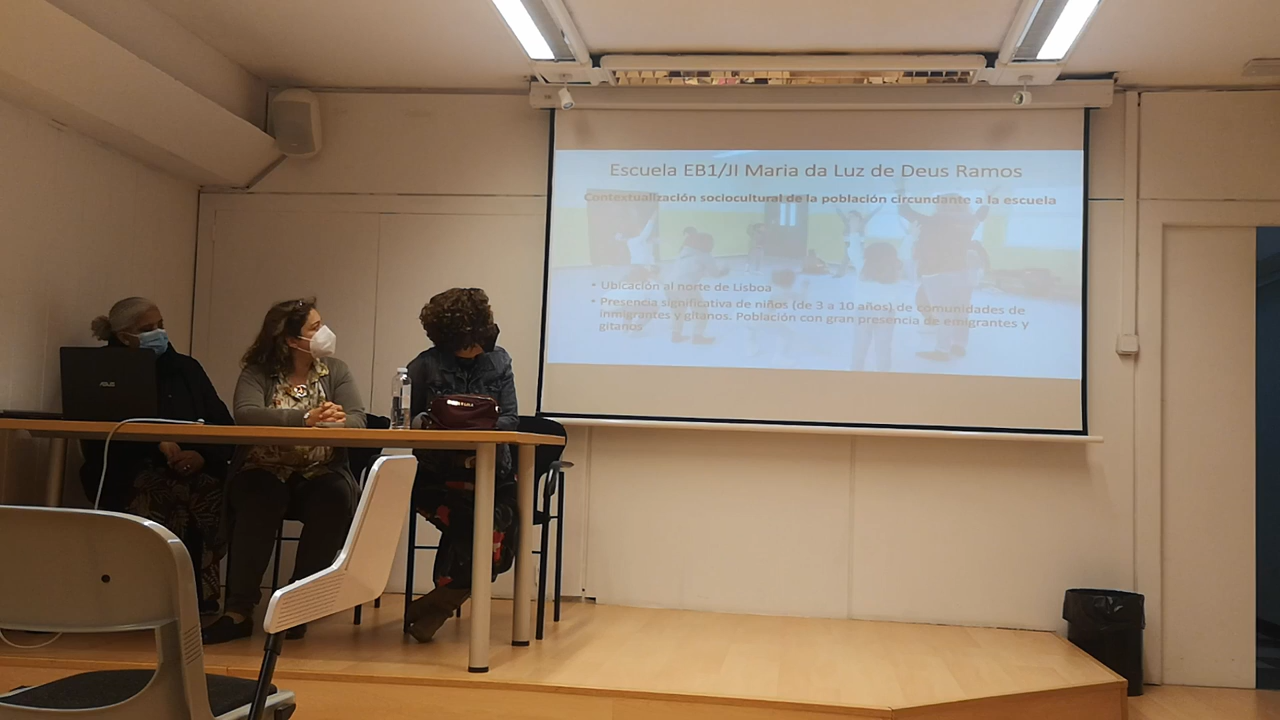 Escuela EB1/JI Maria da Luz de Deus Ramos
Contextualización sociocultural de la población circundante a la escuela
• Ubicación al norte de Lisboa
• Presencia significativa de niños (de 3 a 10 años) de comunidades de
inmigrantes y gitanos. Población con gran presencia de emigrantes y
gitanos
ASUS